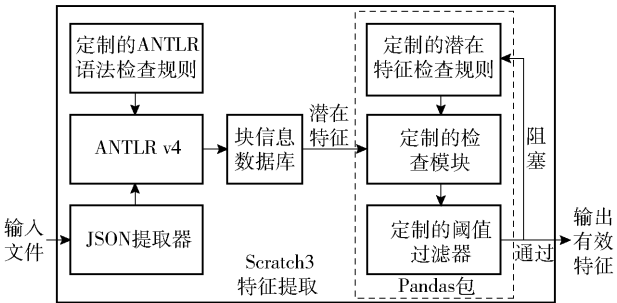 定制的ANTLR
语法检查规则
定制的潜在
特征检查规则
ANTLR v4
块信息
数据库
潜在
特征
定制的检
查模块
阻
塞
输入
文件
JSON提取器
定制的阈值
过滤器
通过
输出
有效
特征
Scratch3
特征提取
Pandas包